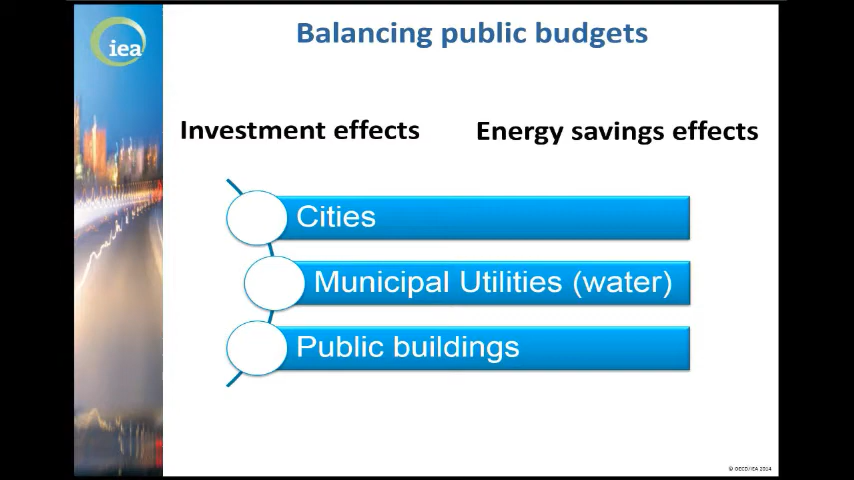 iea
Balancing public budgets
Investment effects
Energy savings effects
Cities
Municipal Utilities (water)
Public buildings
© OECD/IEA 2014